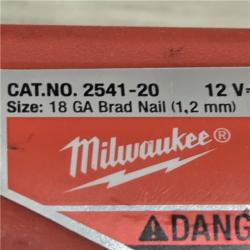 CAT.NO. 2541-20 12 V=
Size: 18 GA Brad Nail (1,2 mm)
Milwaukee®
DANG